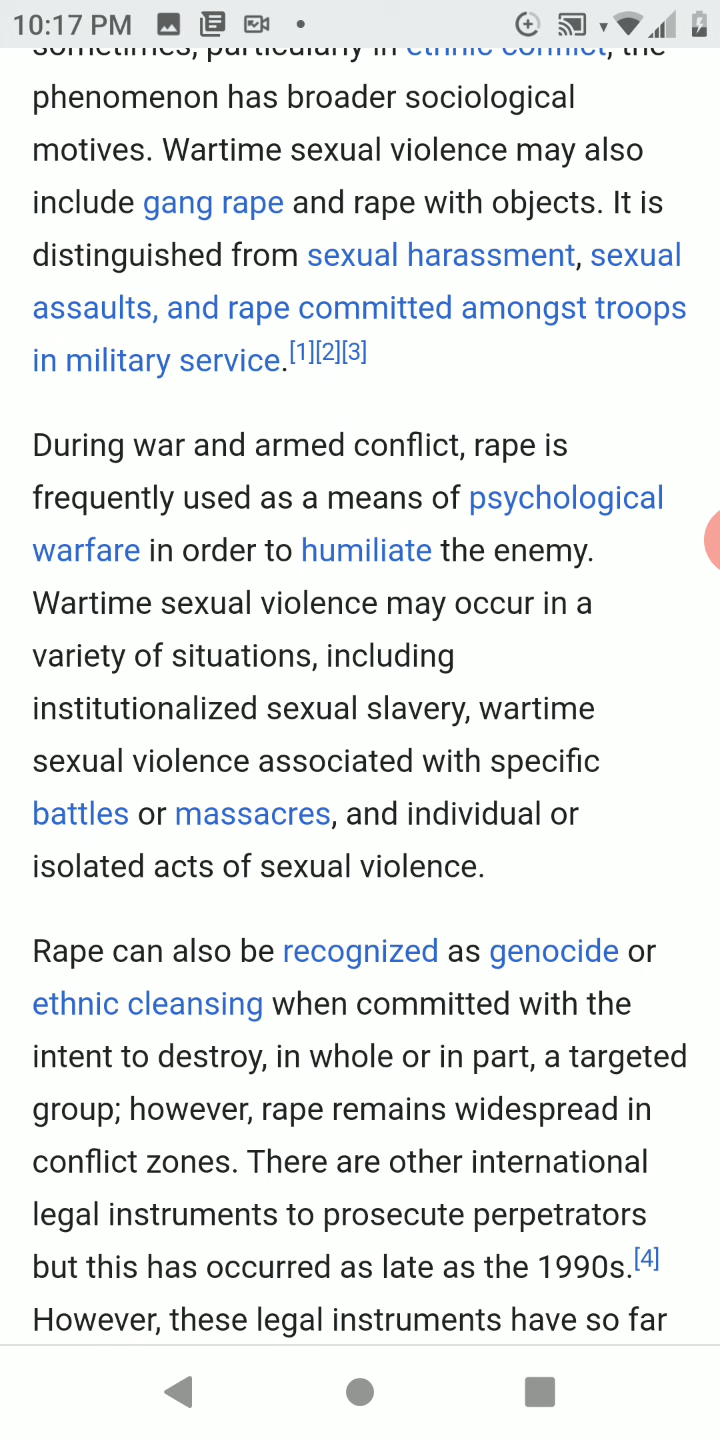 10:17 PM
sometimes, particularly in ethnic conflict, the
phenomenon has broader sociological
motives. Wartime sexual violence may also
include gang rape and rape with objects. It is
distinguished from sexual harassment, sexual
assaults, and rape committed amongst troops
in military service.[1][2][3]
During war and armed conflict, rape is
frequently used as a means of psychological
warfare in order to humiliate the enemy.
Wartime sexual violence may occur in a
variety of situations, including
institutionalized sexual slavery, wartime
sexual violence associated with specific
battles or massacres, and individual or
isolated acts of sexual violence.
Rape can also be recognized as genocide or
ethnic cleansing when committed with the
intent to destroy, in whole or in part, a targeted
group; however, rape remains widespread in
conflict zones. There are other international
legal instruments to prosecute perpetrators
but this has occurred as late as the 1990s.[4]
However, these legal instruments have so far